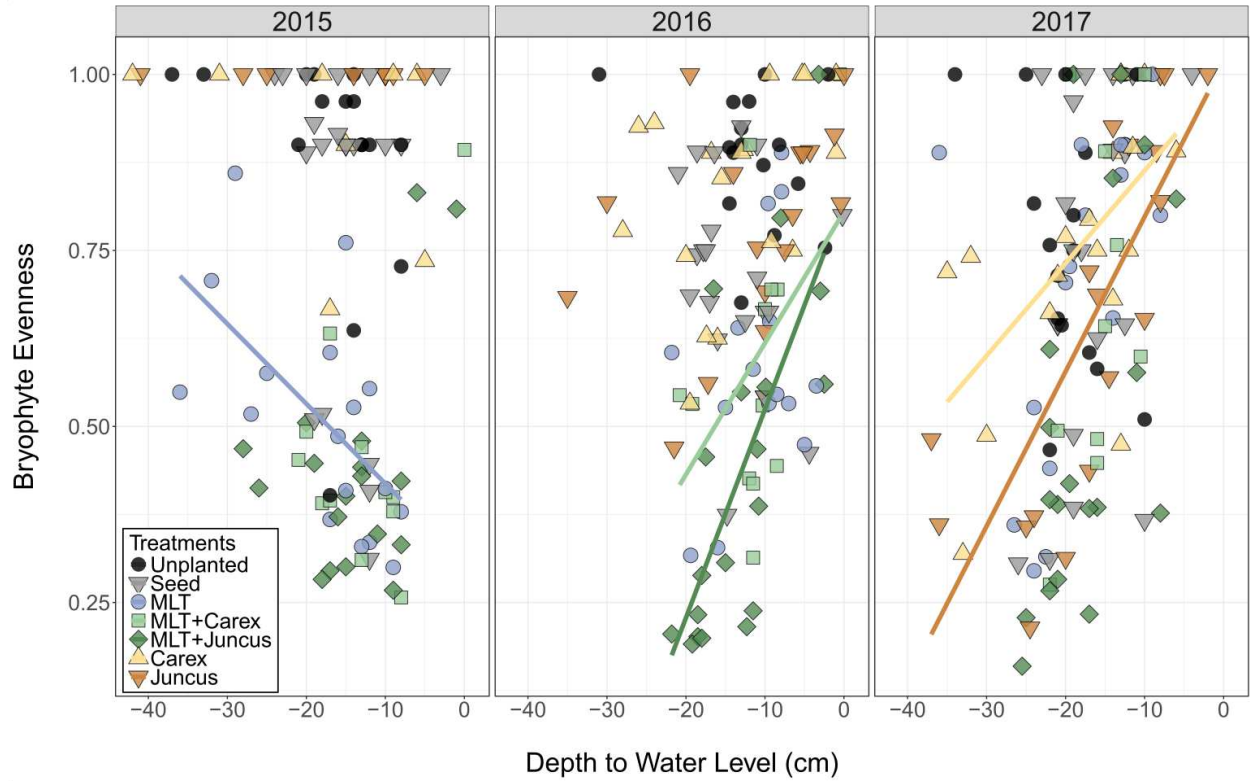 2015 2016 2017
1.00
0.75
0.50
0.25
Bryophyte Evenness
Treatments
Unplanted
Seed
MLT
MLT+Carex
MLT+Juncus
Carex
Juncus
−40 −30 −20 −10 0 −40 −30 −20 −10 0 −40 −30 −20 −10 0
Depth to Water Level (cm)